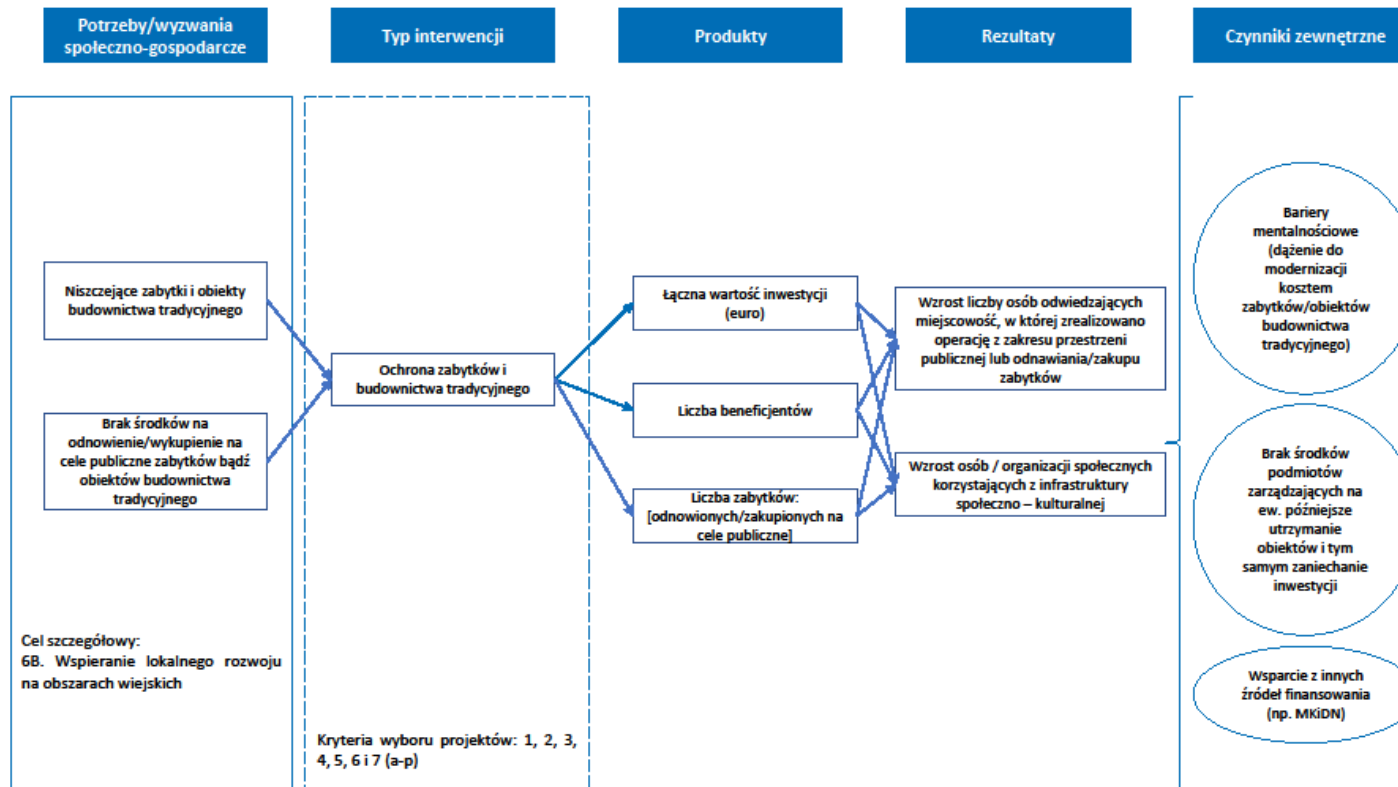 Potrzeby/wyzwania
społeczno-gospodarcze
Typ interwencji
Produkty
Rezultaty
Czynniki zewnętrzne
Niszczejące zabytki i obiekty
budownictwa tradycyjnego
Brak środków na
odnowienie/wykupienie na
cele publiczne zabytków bądź
obiektów budownictwa
tradycyjnego
Cel szczegółowy:
6B. Wspieranie lokalnego rozwoju
na obszarach wiejskich
Ochrona zabytków i
budownictwa tradycyjnego
Kryteria wyboru projektów: 1, 2, 3,
4, 5, 6 i 7 (a-p)
Łączna wartość inwestycji
(euro)
Liczba beneficjentów
Liczba zabytków:
[odnowionych/zakupionych na
cele publiczne]
Wzrost liczby osób odwiedzających
miejscowość, w której zrealizowano
operację z zakresu przestrzeni
publicznej lub odnawiania/zakupu
zabytków
Wzrost osób / organizacji społecznych
korzystających z infrastruktury
społeczno – kulturalnej
Bariery
mentalnościowe
(dążenie do
modernizacji
kosztem
zabytków/obiektów
budownictwa
tradycyjnego)
Brak środków
podmiotów
zarządzających na
ew. późniejsze
utrzymanie
obiektów i tym
samym zaniechanie
inwestycji
Wsparcie z innych
źródeł finansowania
(np. MKiDN)